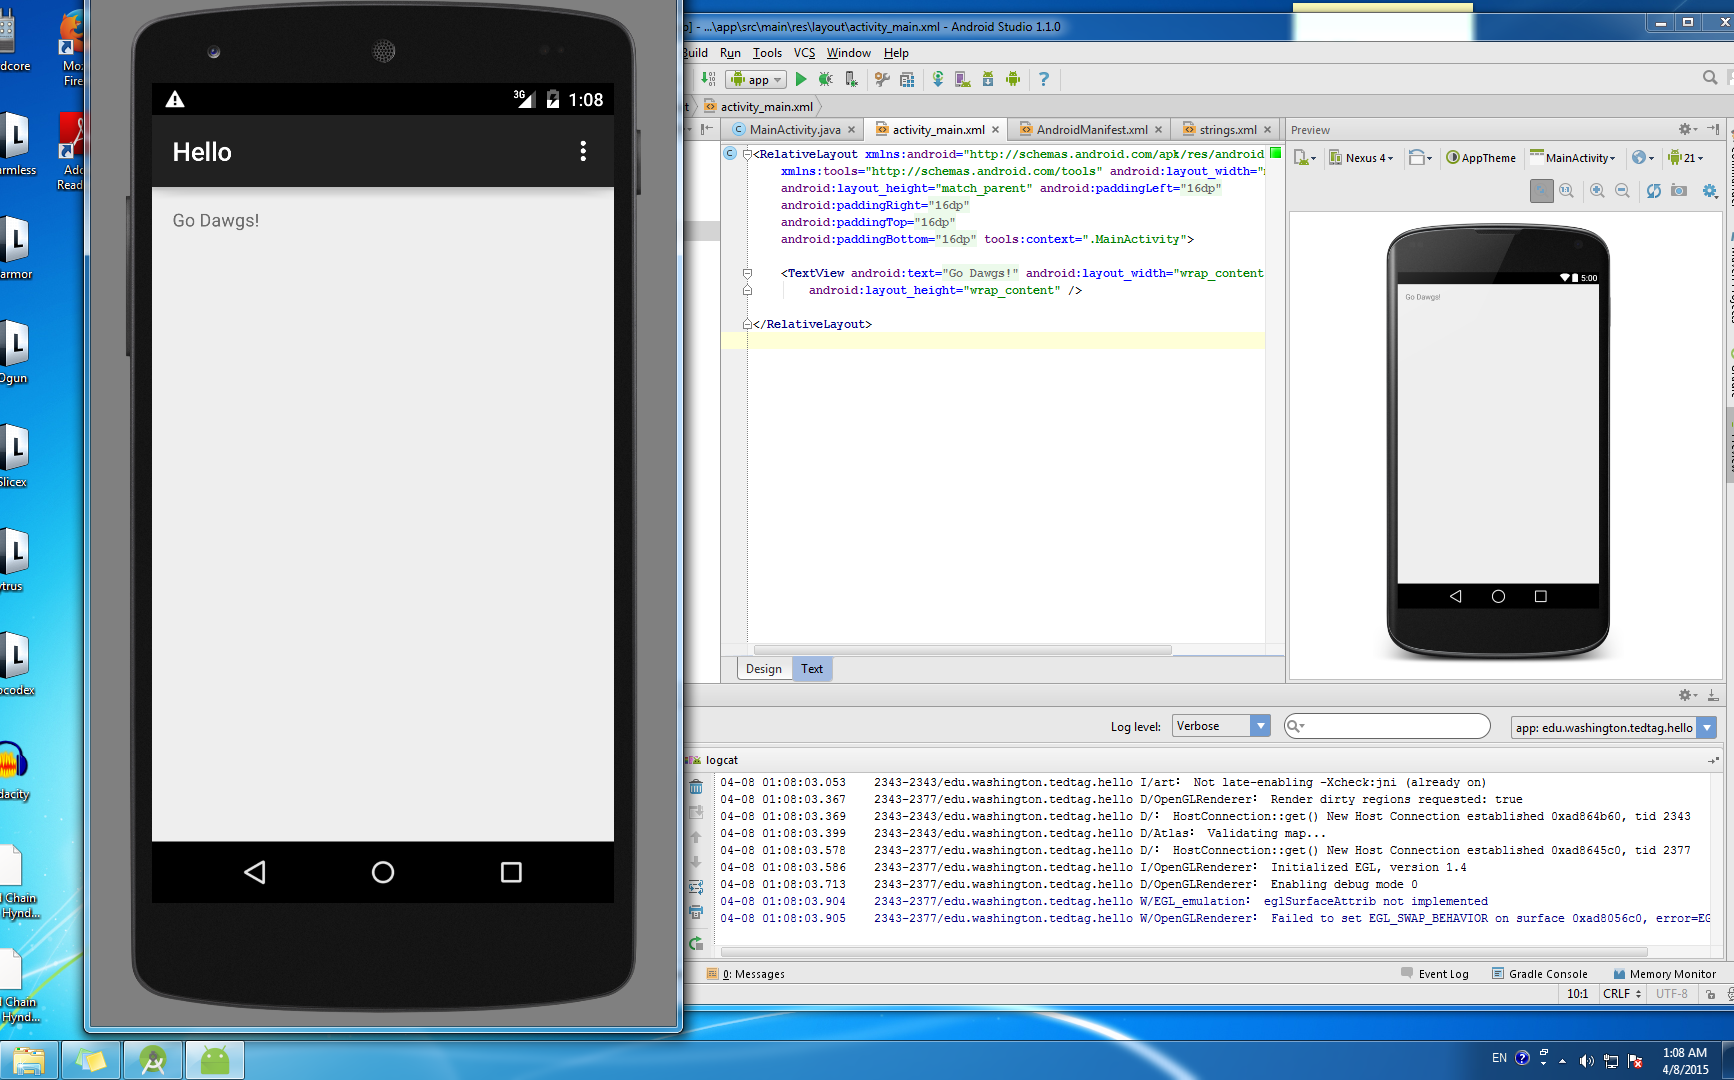 dcore
Mo:
Fire
rmless
Ado
Read
armor
Ogun
Slicex
ytrus
ocodex
dacity
l Chain
Hynd...
l Chain
Hynd...
3G
1:08
Hello
Go Dawgs!
p] - ...\app\src\main\res\layout\activity_main.xml - Android Studio 1.1.0
Build Run Tools VCS Window Help
app
activity_main.xml
MainActivity.java
activity_main.xml
AndroidManifest.xml
strings.xml
<RelativeLayout xmlns:android="http://schemas.android.com/apk/res/android
xmlns:tools="http://schemas.android.com/tools" android:layout_width="
android:layout_height="match_parent" android:paddingLeft="16dp"
android:paddingRight="16dp"
android:paddingTop="16dp"
android:paddingBottom="16dp" tools:context=".MainActivity">
<TextView android:text="Go Dawgs!" android:layout_width="wrap_content
android:layout_height="wrap_content" />
</RelativeLayout>
Design Text
Preview
Nexus 4
AppTheme
MainActivity
21
1:1
5:00
Go Dawgs!
Log level: Verbose
app: edu.washington.tedtag.hello
logcat
04-08 01:08:03.053 2343-2343/edu.washington.tedtag.hello I/art: Not late-enabling -Xcheck:jni (already on)
04-08 01:08:03.367 2343-2377/edu.washington.tedtag.hello D/OpenGLRenderer: Render dirty regions requested: true
04-08 01:08:03.369 2343-2343/edu.washington.tedtag.hello D/: HostConnection::get() New Host Connection established 0xad864b60, tid 2343
04-08 01:08:03.399 2343-2343/edu.washington.tedtag.hello D/Atlas: Validating map...
04-08 01:08:03.578 2343-2377/edu.washington.tedtag.hello D/: HostConnection::get() New Host Connection established 0xad8645c0, tid 2377
04-08 01:08:03.586 2343-2377/edu.washington.tedtag.hello I/OpenGLRenderer: Initialized EGL, version 1.4
04-08 01:08:03.713 2343-2377/edu.washington.tedtag.hello D/OpenGLRenderer: Enabling debug mode 0
04-08 01:08:03.904 2343-2377/edu.washington.tedtag.hello W/EGL_emulation: eglSurfaceAttrib not implemented
04-08 01:08:03.905 2343-2377/edu.washington.tedtag.hello W/OpenGLRenderer: Failed to set EGL_SWAP_BEHAVIOR on surface 0xad8056c0, error=EG
0: Messages
Event Log
Gradle Console
Memory Monitor
10:1 CRLF UTF-8
EN
1:08 AM
4/8/2015